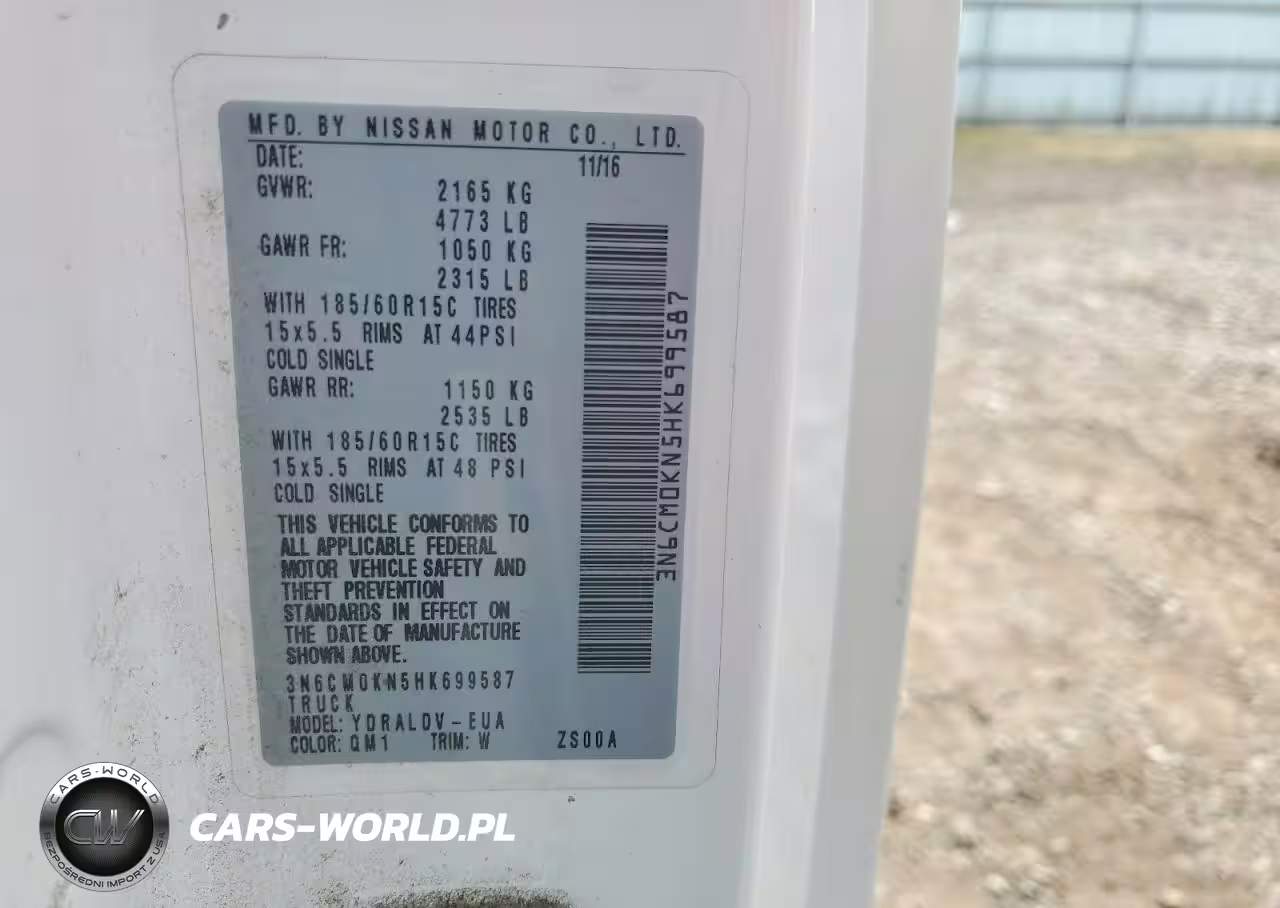 MFD. BY NISSAN MOTOR CO., LTD.
DATE: 11/16
GVWR: 2165 KG
4773 LB
GAWR FR: 1050 KG
2315 LB
WITH 185/60R15C TIRES
15x5.5 RIMS AT 44PSI
COLD SINGLE
GAWR RR: 1150 KG
2535 LB
WITH 185/60R15C TIRES
15x5.5 RIMS AT 48 PSI
COLD SINGLE
THIS VEHICLE CONFORMS TO
ALL APPLICABLE FEDERAL
MOTOR VEHICLE SAFETY AND
THEFT PREVENTION
STANDARDS IN EFFECT ON
THE DATE OF MANUFACTURE
SHOWN ABOVE.
3N6CM0KN5HK699587
TRUCK
MODEL: YDRALDV-EUA
COLOR: QM1 TRIM: W ZS00A
3N6CM0KN5HK699587
CARS-WORLD
CW
BEZPOŚREDNI IMPORT Z USA
CARS-WORLD.PL